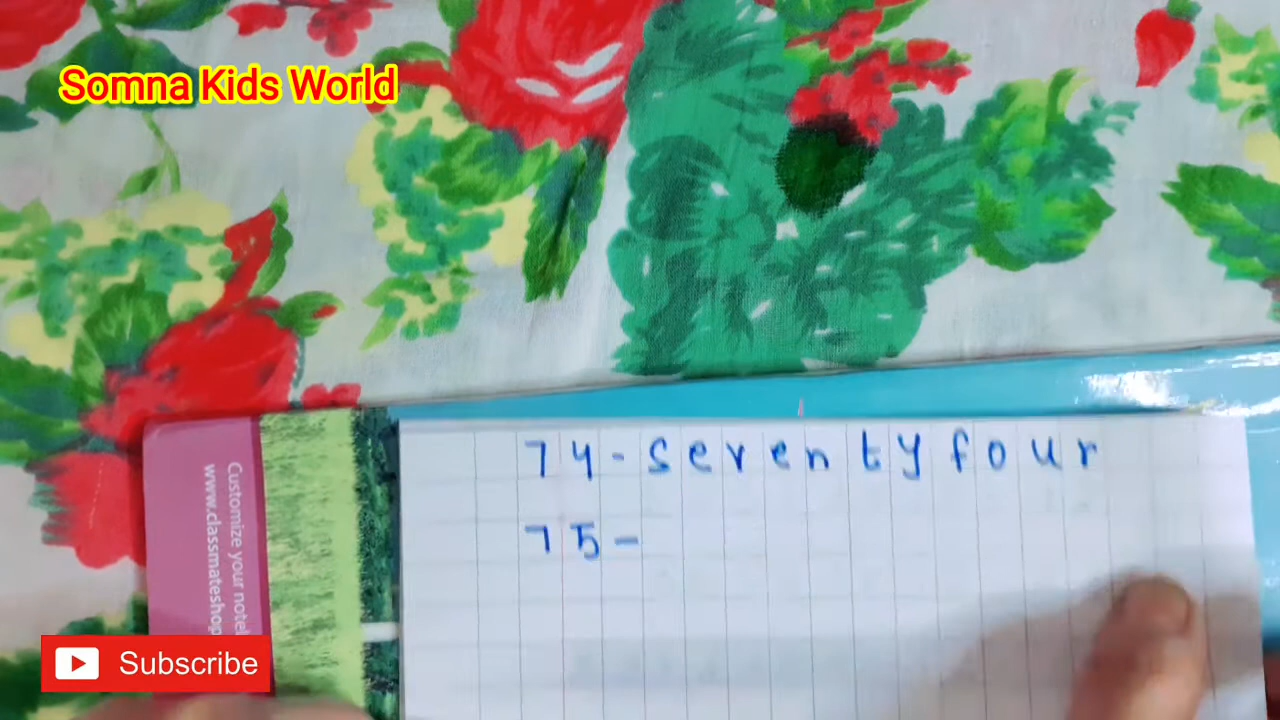 Somna Kids World
74-seventy four
75-
Customize your note
www.classmateshop
Subscribe